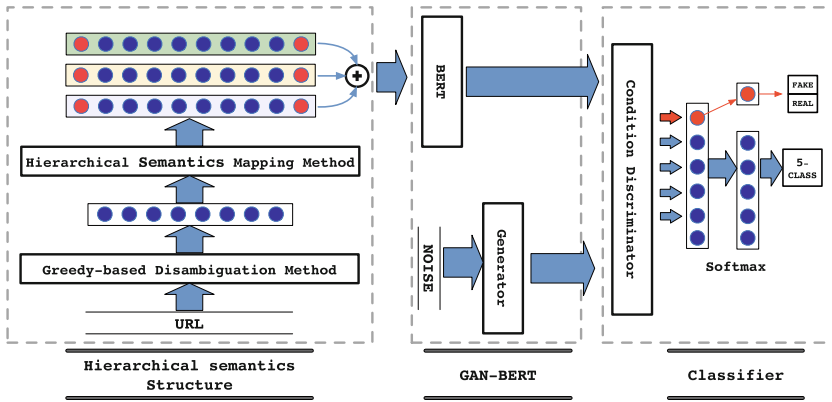 Hierarchical Semantics Mapping Method
Greedy-based Disambiguation Method
URL
Hierarchical semantics
Structure
BERT
NOISE
Generator
GAN-BERT
Condition Discriminator
FAKE
REAL
5-
CLASS
Softmax
Classifier